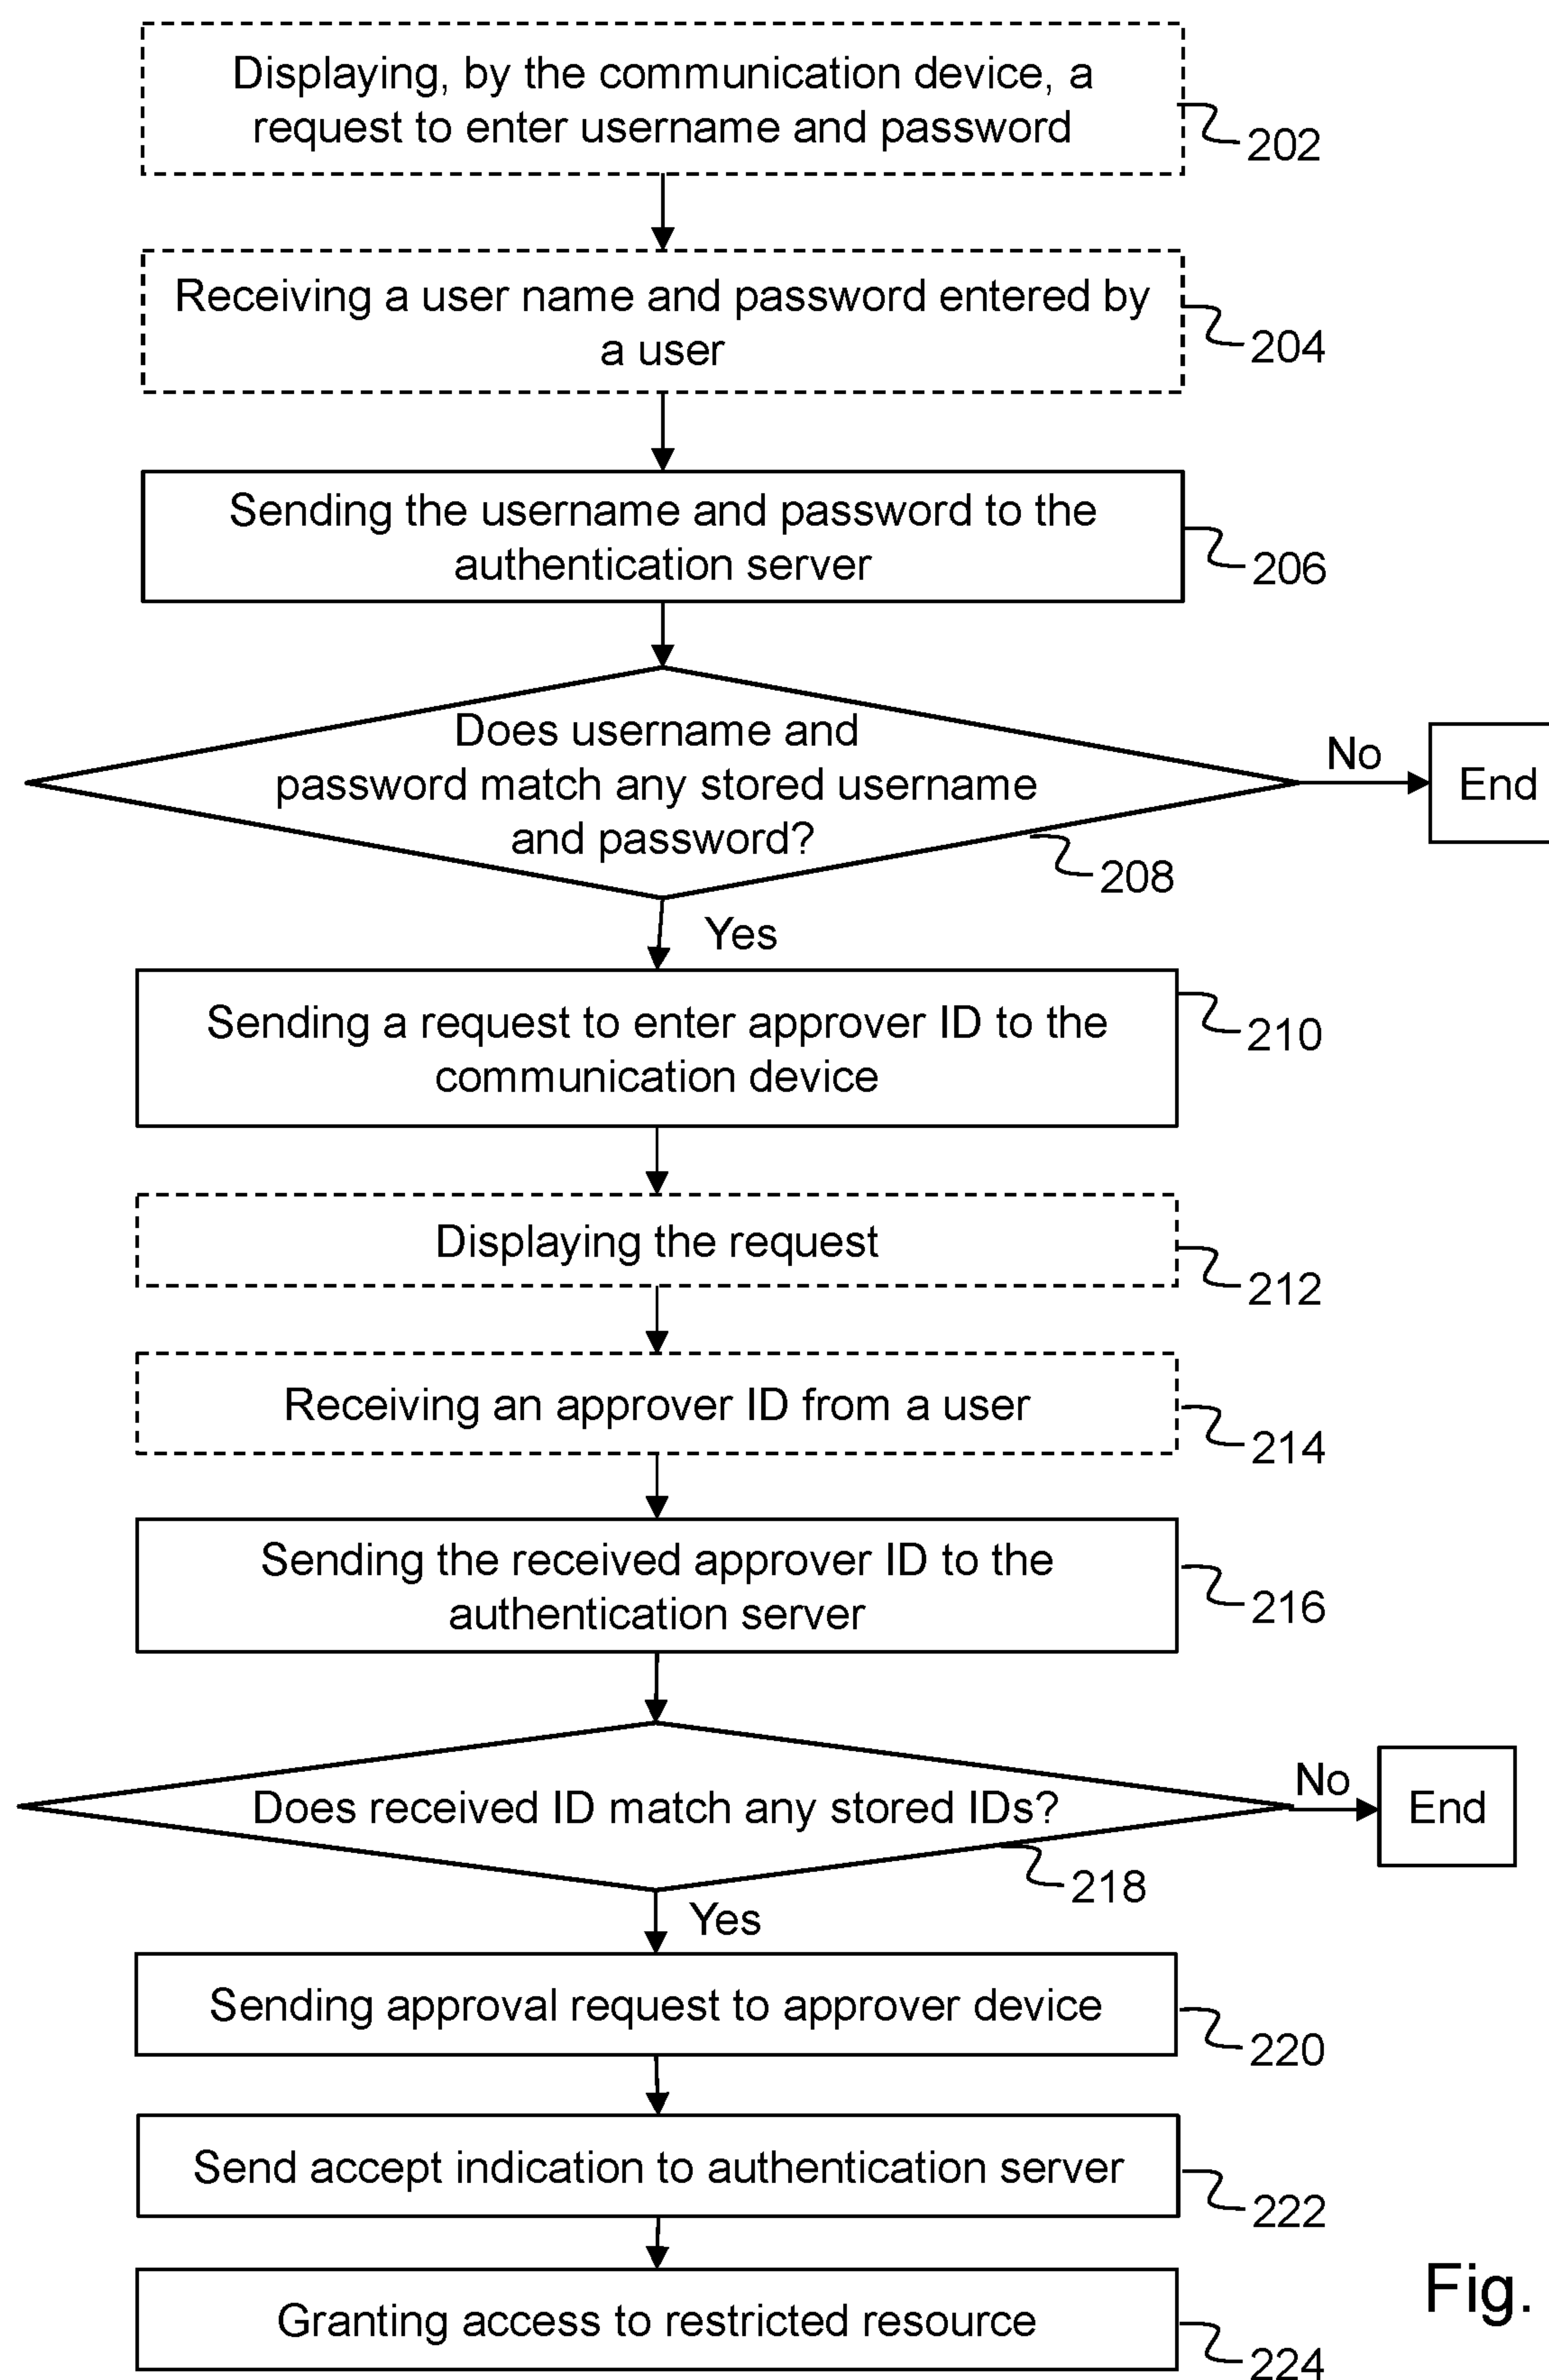 Displaying, by the communication device, a
request to enter username and password
202
Receiving a user name and password entered by
a user
204
Sending the username and password to the
authentication server
206
Does username and
password match any stored username
and password?
No
End
208
Yes
Sending a request to enter approver ID to the
communication device
210
Displaying the request
212
Receiving an approver ID from a user
214
Sending the received approver ID to the
authentication server
216
Does received ID match any stored IDs?
No
End
218
Yes
Sending approval request to approver device
220
Send accept indication to authentication server
222
Granting access to restricted resource
224
Fig.